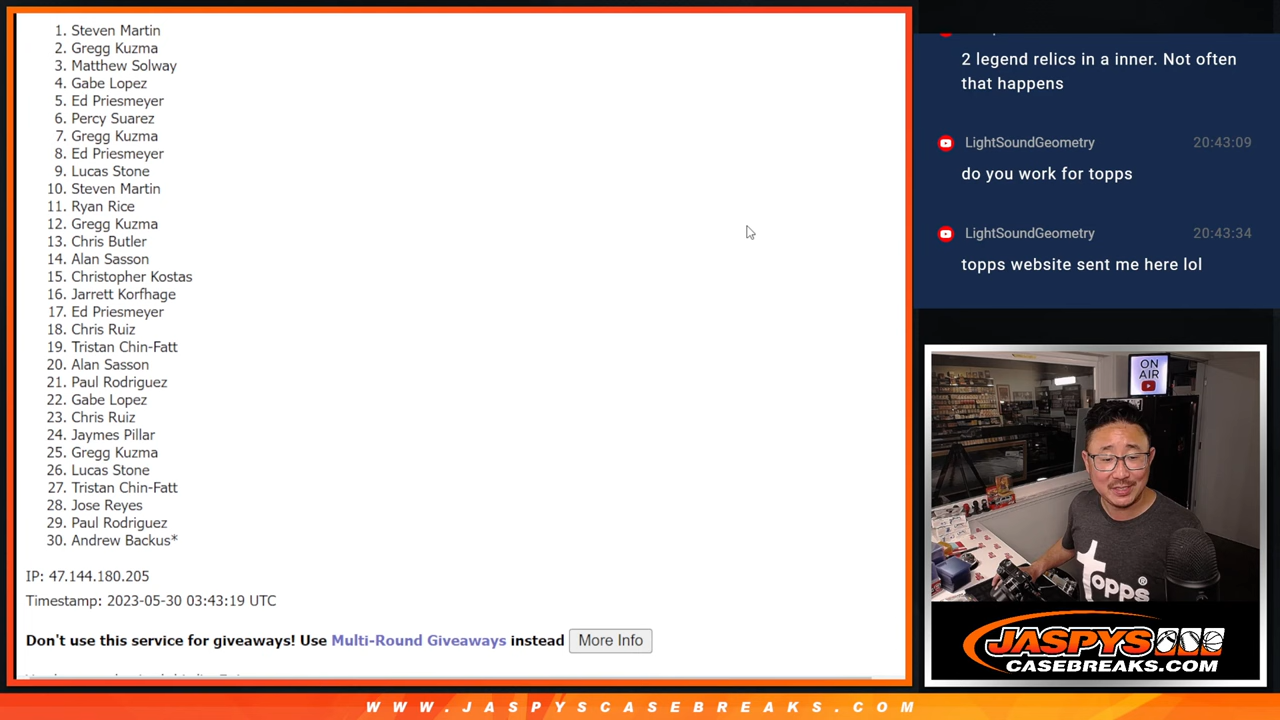 1. Steven Martin
2. Gregg Kuzma
3. Matthew Solway
4. Gabe Lopez
5. Ed Priesmeyer
6. Percy Suarez
7. Gregg Kuzma
8. Ed Priesmeyer
9. Lucas Stone
10. Steven Martin
11. Ryan Rice
12. Gregg Kuzma
13. Chris Butler
14. Alan Sasson
15. Christopher Kostas
16. Jarrett Korfhage
17. Ed Priesmeyer
18. Chris Ruiz
19. Tristan Chin-Fatt
20. Alan Sasson
21. Paul Rodriguez
22. Gabe Lopez
23. Chris Ruiz
24. Jaymes Pillar
25. Gregg Kuzma
26. Lucas Stone
27. Tristan Chin-Fatt
28. Jose Reyes
29. Paul Rodriguez
30. Andrew Backus*
IP: 47.144.180.205
Timestamp: 2023-05-30 03:43:19 UTC
Don't use this service for giveaways! Use Multi-Round Giveaways instead More Info
2 legend relics in a inner. Not often
that happens
LightSoundGeometry 20:43:09
do you work for topps
LightSoundGeometry 20:43:34
topps website sent me here lol
ON
AIR
topps®
JASPYS
CASEBREAKS.COM
WWW.JASPYSCASEBREAKS.COM